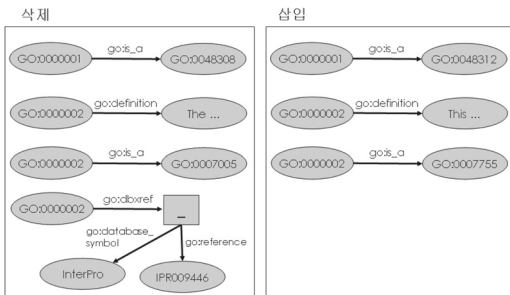 삭제
삽입
GO:0000001 go:is_a GO:0048308
GO:0000002 go:definition The ...
GO:0000002 go:is_a GO:0007005
GO:0000002 go:dbxref _
go:database_
symbol
go:reference
InterPro
IPR009446
GO:0000001 go:is_a GO:0048312
GO:0000002 go:definition This ...
GO:0000002 go:is_a GO:0007755